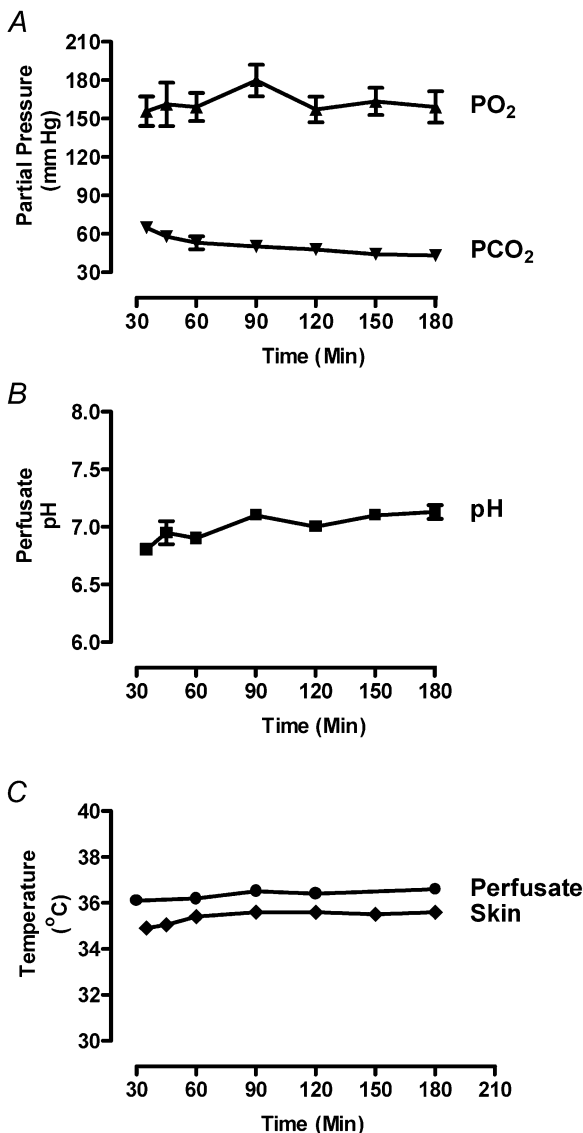 A
Partial Pressure
(mm Hg)
210
180
150
120
90
60
30
PO2
PCO2
30 60 90 120 150 180
Time (Min)
B
Perfusate
pH
8.0
7.5
7.0
6.5
6.0
pH
30 60 90 120 150 180
Time (Min)
C
Temperature
(oC)
40
38
36
34
32
30
Perfusate
Skin
30 60 90 120 150 180 210
Time (Min)